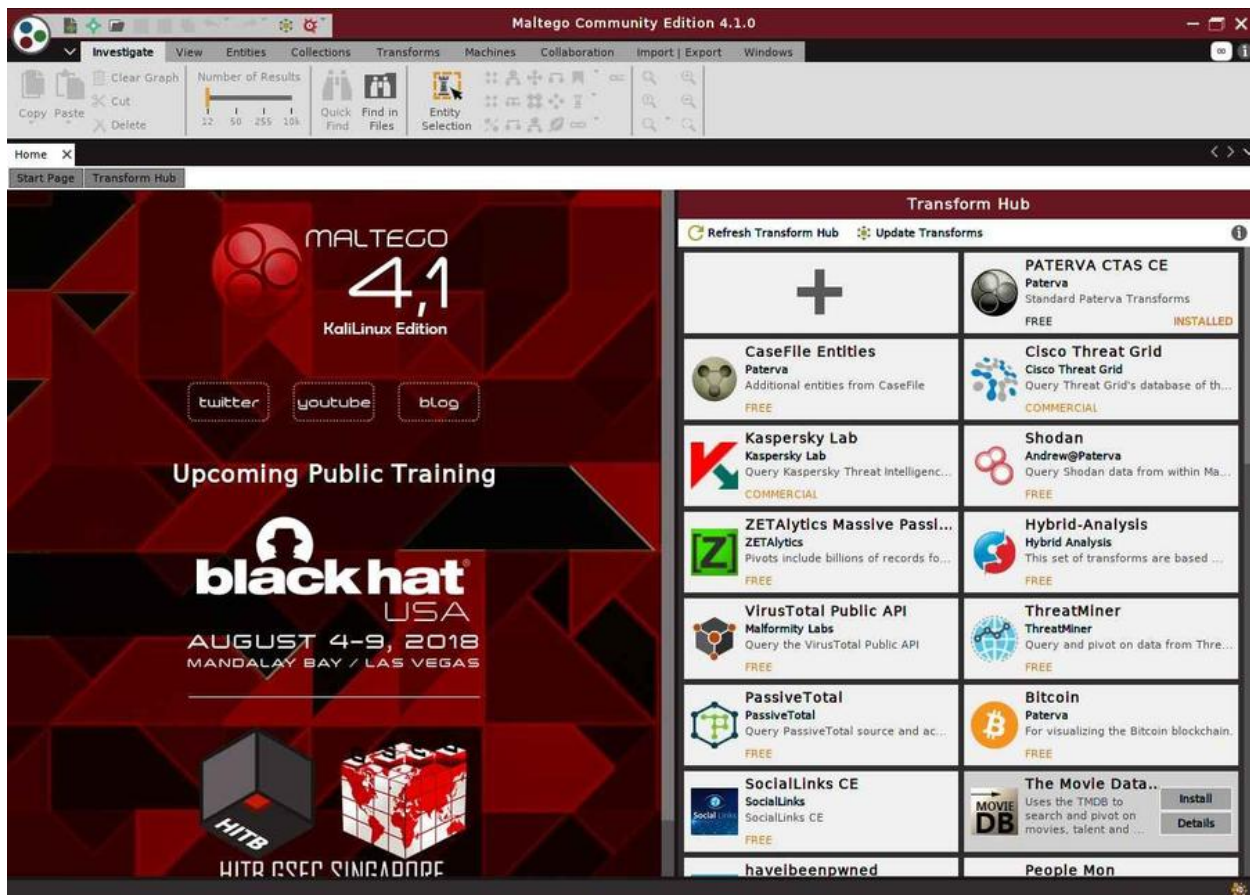 Maltego Community Edition 4.1.0
Investigate View Entities Collections Transforms Machines Collaboration Import | Export Windows
Copy
Paste
Clear Graph
Cut
Delete
Number of Results
12 50 255 10k
Quick Find
Find in Files
Entity Selection
Home
Start Page Transform Hub
MALTEGO
4,1
KaliLinux Edition
twitter youtube blog
Upcoming Public Training
black hat®
USA
AUGUST 4-9, 2018
MANDALAY BAY / LAS VEGAS
HITB
HITB GSEC SINGAPORE
Transform Hub
Refresh Transform Hub Update Transforms
PATERVA CTAS CE
Paterva
Standard Paterva Transforms
FREE INSTALLED
CaseFile Entities
Paterva
Additional entities from CaseFile
FREE
Cisco Threat Grid
Cisco Threat Grid
Query Threat Grid's database of th...
COMMERCIAL
Kaspersky Lab
Kaspersky Lab
Query Kaspersky Threat Intelligenc...
COMMERCIAL
Shodan
Andrew@Paterva
Query Shodan data from within Ma...
FREE
[Z]
ZETAlytics Massive Passi...
ZETAlytics
Pivots include billions of records fo...
FREE
Hybrid-Analysis
Hybrid Analysis
This set of transforms are based ...
FREE
VirusTotal Public API
Malformity Labs
Query the VirusTotal Public API
FREE
ThreatMiner
ThreatMiner
Query and pivot on data from Thre...
FREE
PassiveTotal
PassiveTotal
Query PassiveTotal source and ac...
FREE
Bitcoin
Paterva
For visualizing the Bitcoin blockchain.
FREE
Social Links
SocialLinks CE
SocialLinks
SocialLinks CE
FREE
MOVIE
DB
The Movie Data...
Uses the TMDB to
search and pivot on
movies, talent and ...
Install
Details
haveibeenpwned
People Mon